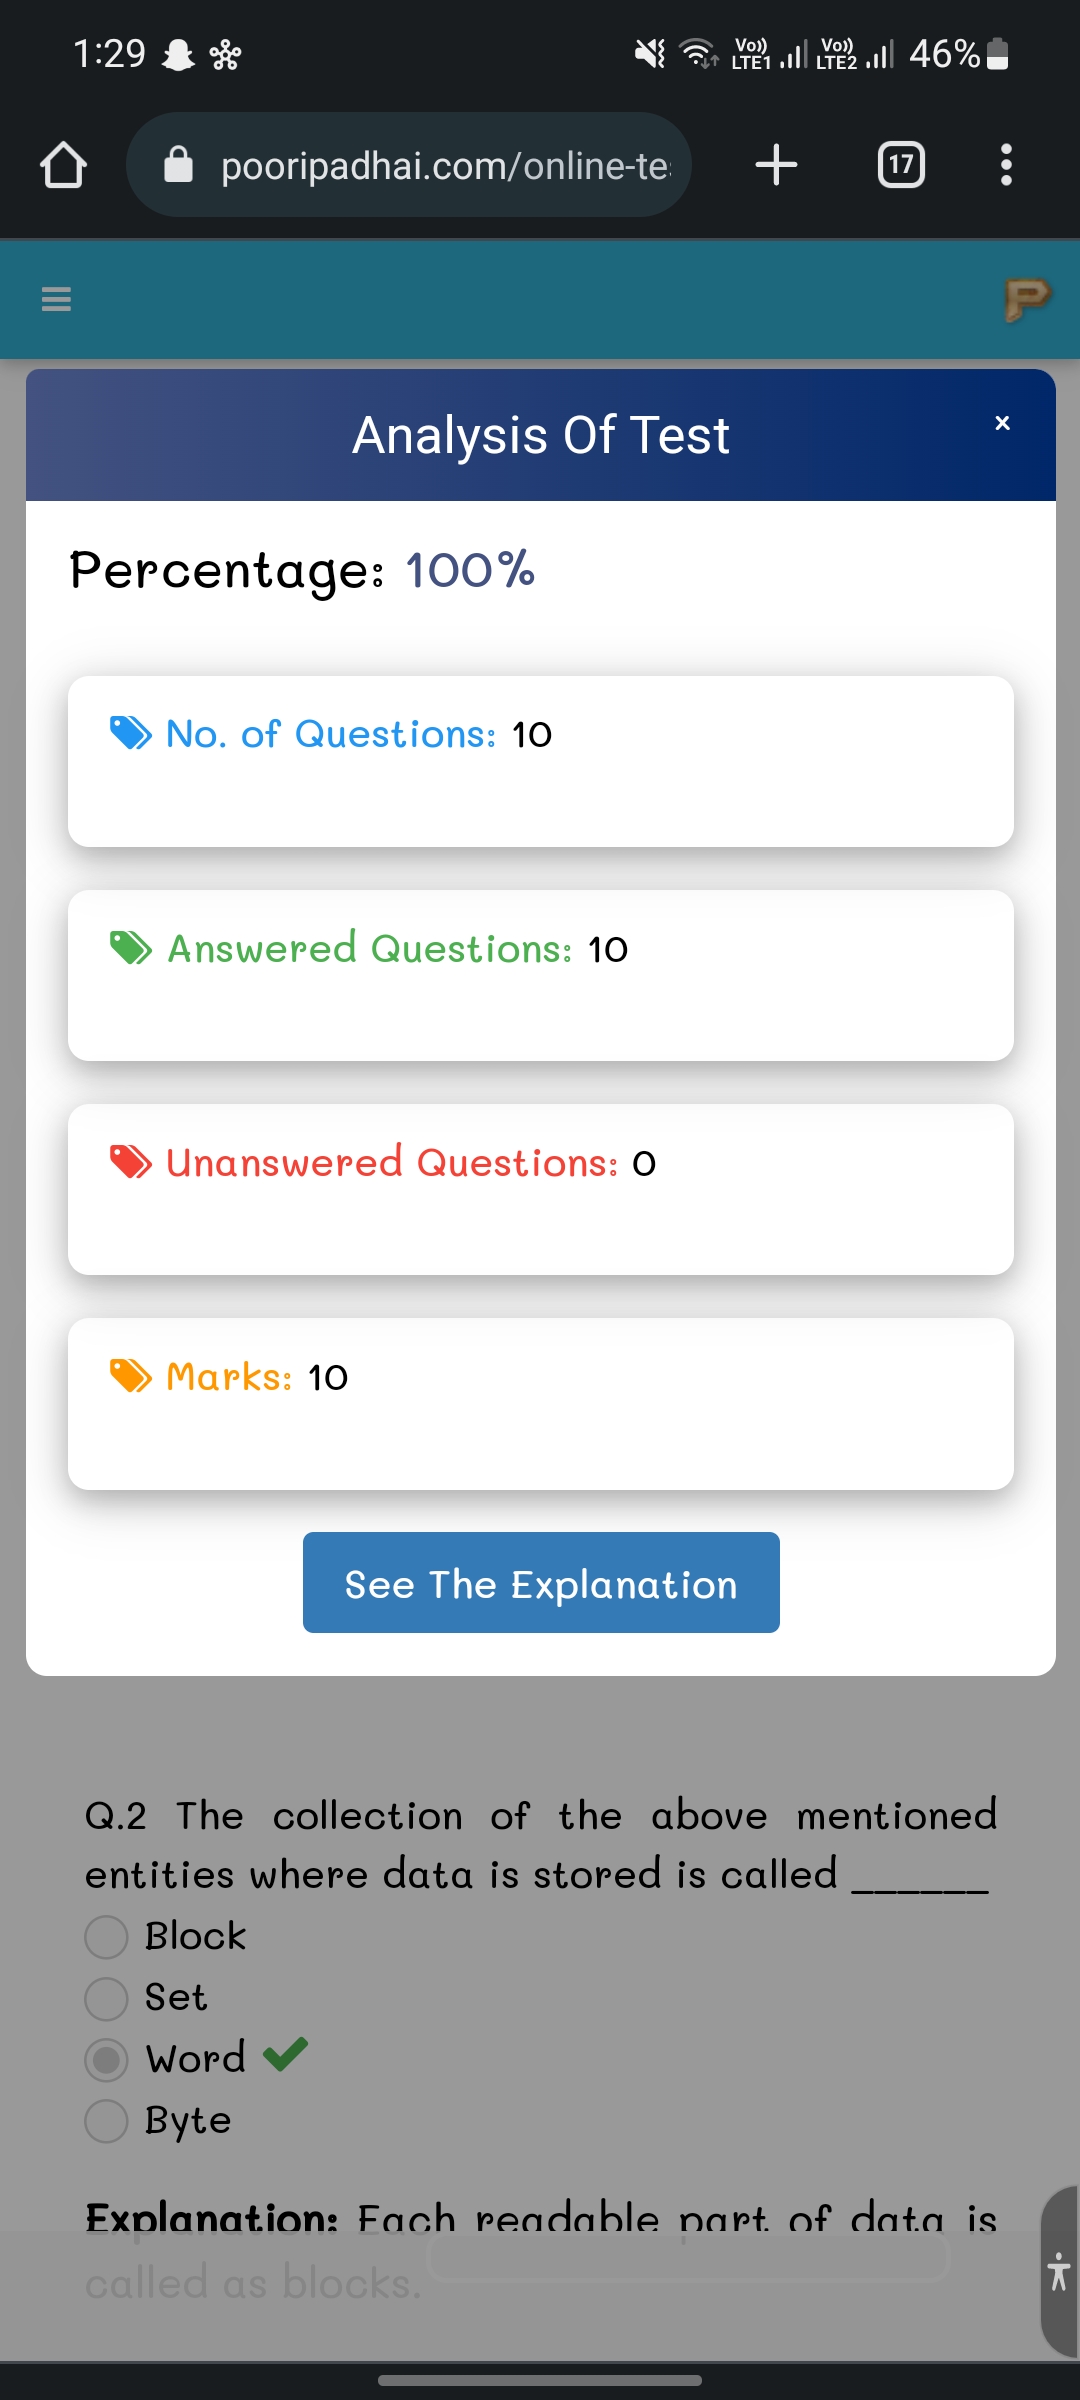 1:29
Vo)) LTE1 Vo)) LTE2 46%
pooripadhai.com/online-te
17
P
Analysis Of Test
×
Percentage: 100%
No. of Questions: 10
Answered Questions: 10
Unanswered Questions: 0
Marks: 10
See The Explanation
Q.2 The collection of the above mentioned
entities where data is stored is called ______
Block
Set
Word
Byte
Explanation: Each readable part of data is
called as blocks.